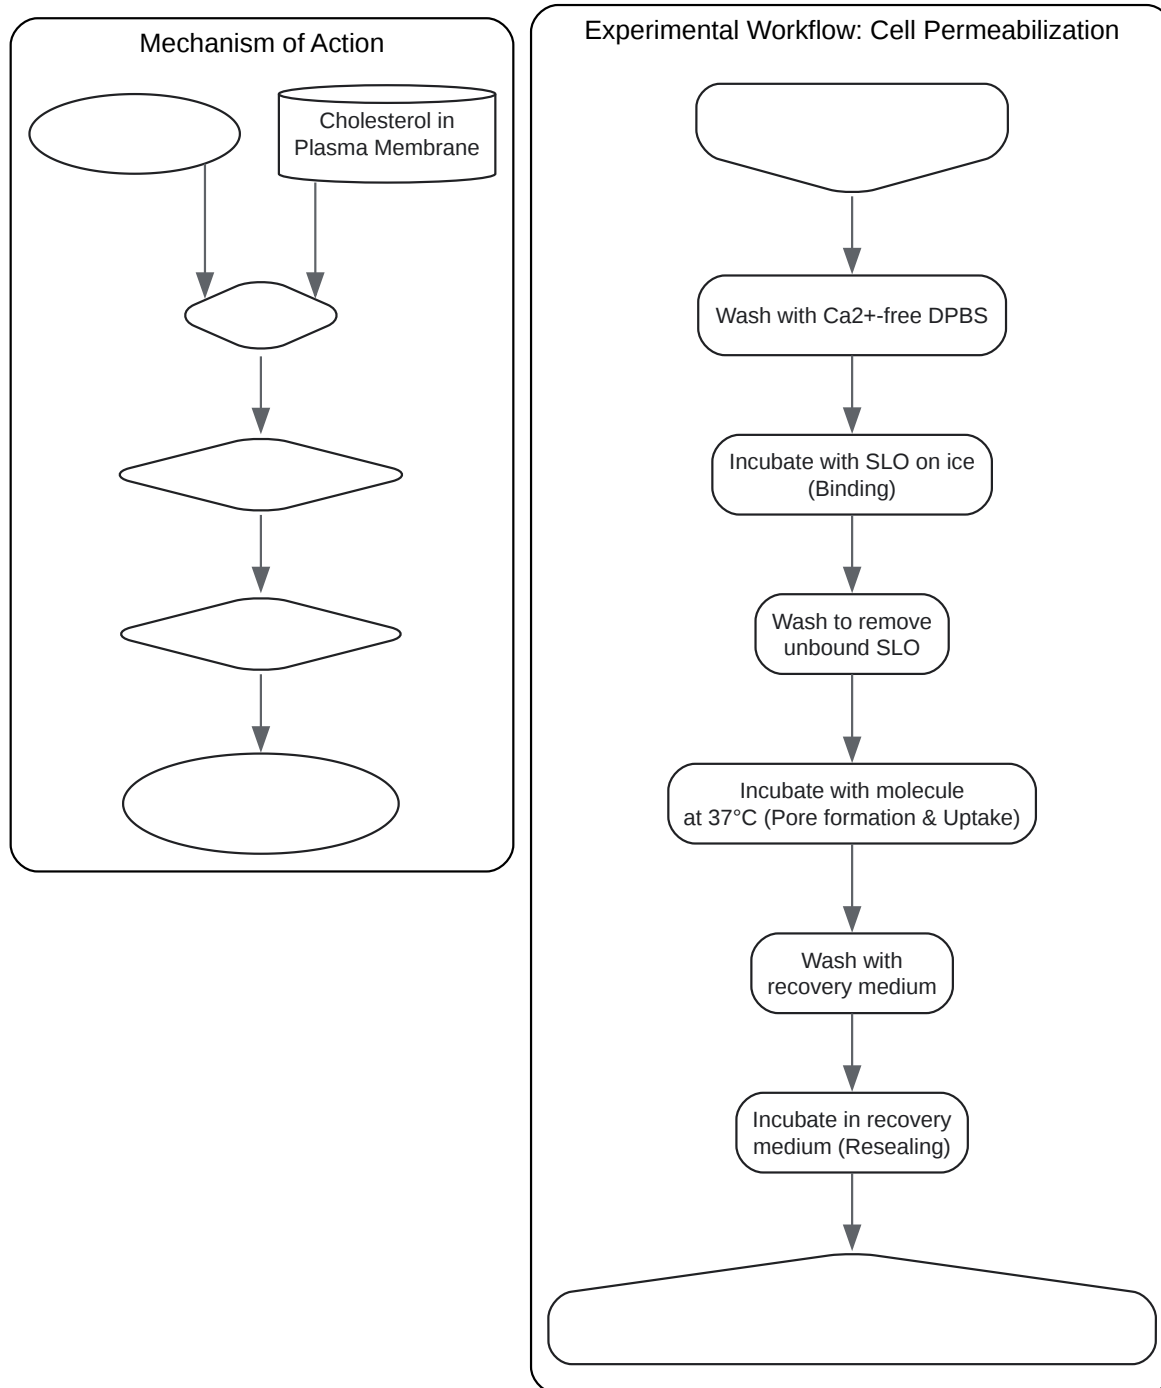 Mechanism of Action
Cholesterol in
Plasma Membrane
Experimental Workflow: Cell Permeabilization
Wash with Ca2+-free DPBS
Incubate with SLO on ice
(Binding)
Wash to remove
unbound SLO
Incubate with molecule
at 37°C (Pore formation & Uptake)
Wash with
recovery medium
Incubate in recovery
medium (Resealing)